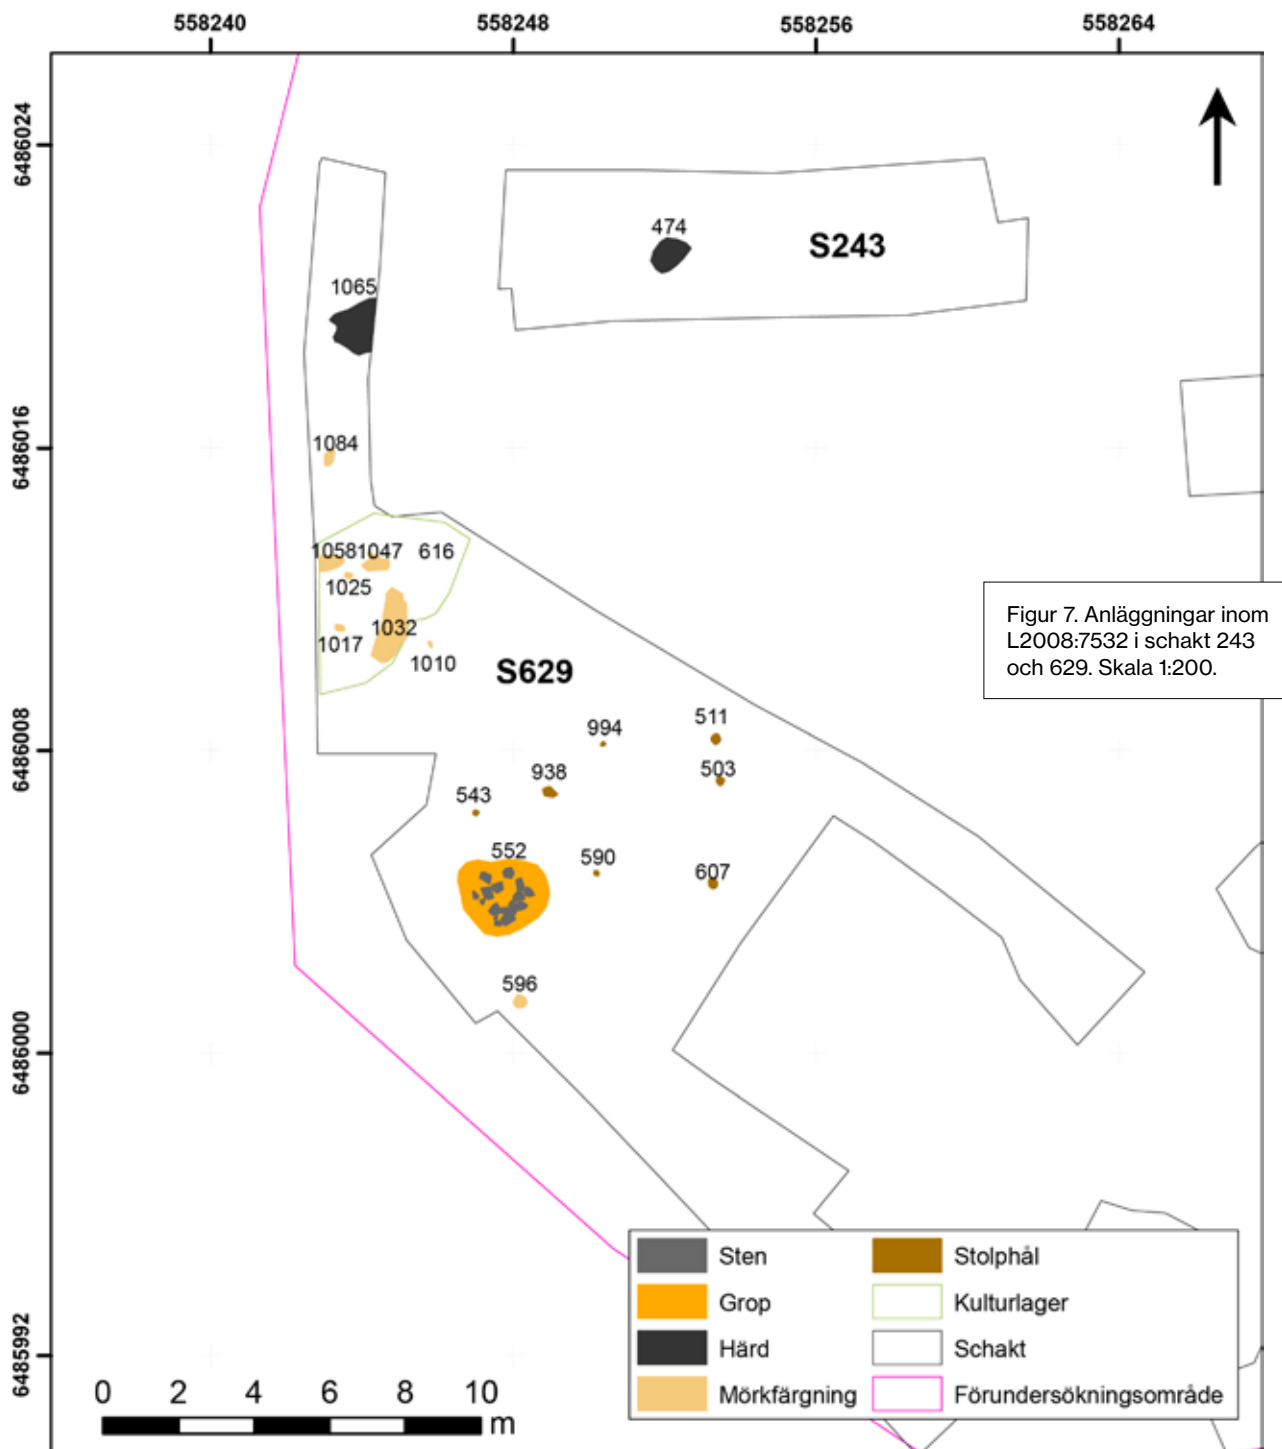 558240
558248
558256
558264
6486024
6486016
6486008
6486000
6485992
474
S243
1065
1084
1058
1047
616
1025
1032
1017
1010
S629
Figur 7. Anläggningar inom
L2008:7532 i schakt 243
och 629. Skala 1:200.
994
511
503
938
543
552
590
607
596
Sten
Grop
Härd
Mörkfärgning
Stolphål
Kulturlager
Schakt
Förundersökningsområde
0 2 4 6 8 10
m